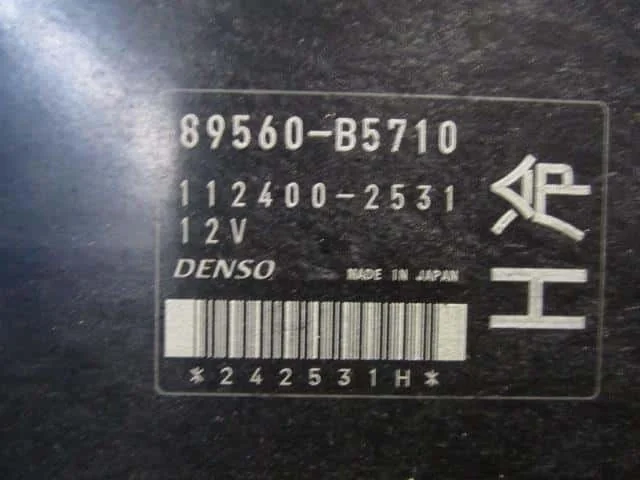 89560-B5710
112400-2531
12V
DENSO MADE IN JAPAN
*242531H*
H